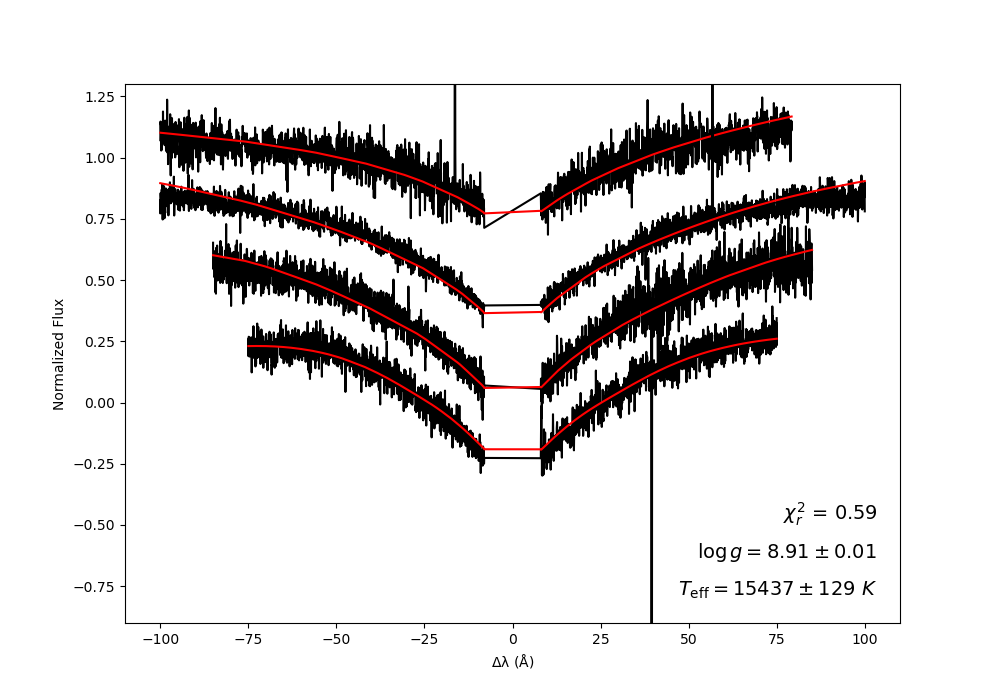 1.25
1.00
0.75
0.50
0.25
0.00
−0.25
−0.50
−0.75
Normalized Flux
χ²ᵣ = 0.59
log g = 8.91 ± 0.01
T_eff = 15437 ± 129 K
−100 −75 −50 −25 0 25 50 75 100
Δλ (Å)